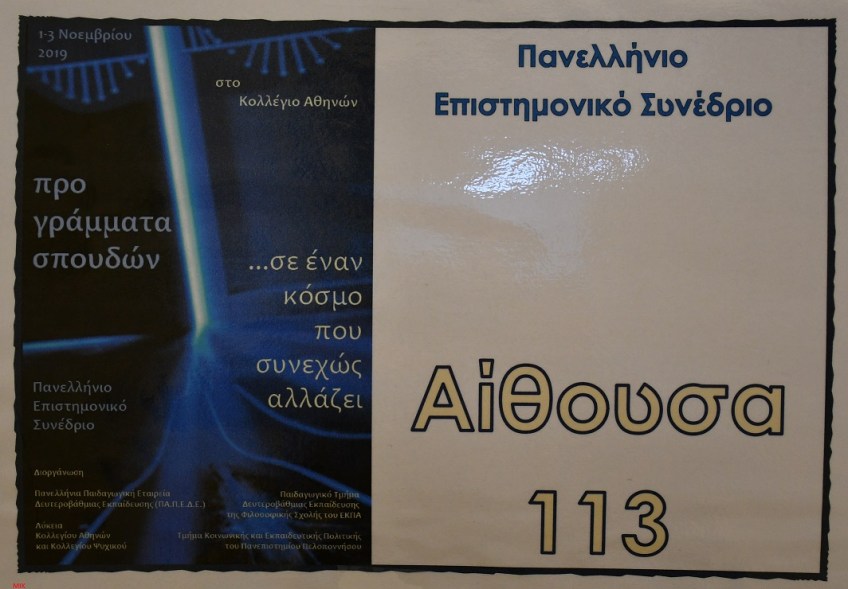 1-3 Νοεμβρίου
2019
στο
Κολλέγιο Αθηνών
προ
γράμματα
σπουδών
...σε έναν
κόσμο
που
συνεχώς
αλλάζει
Πανελλήνιο
Επιστημονικό
Συνέδριο
Διοργάνωση
Πανελλήνια Παιδαγωγική Εταιρεία
Δευτεροβάθμιας Εκπαίδευσης (ΠΑ.Π.Ε.Δ.Ε.)
Λύκεια
Κολλεγίου Αθηνών
και Κολλεγίου Ψυχικού
Παιδαγωγικό Τμήμα
Δευτεροβάθμιας Εκπαίδευσης
της Φιλοσοφικής Σχολής του ΕΚΠΑ
Τμήμα Κοινωνικής και Εκπαιδευτικής Πολιτικής
του Πανεπιστημίου Πελοποννήσου
Πανελλήνιο
Επιστημονικό Συνέδριο
Αίθουσα
113
MIK